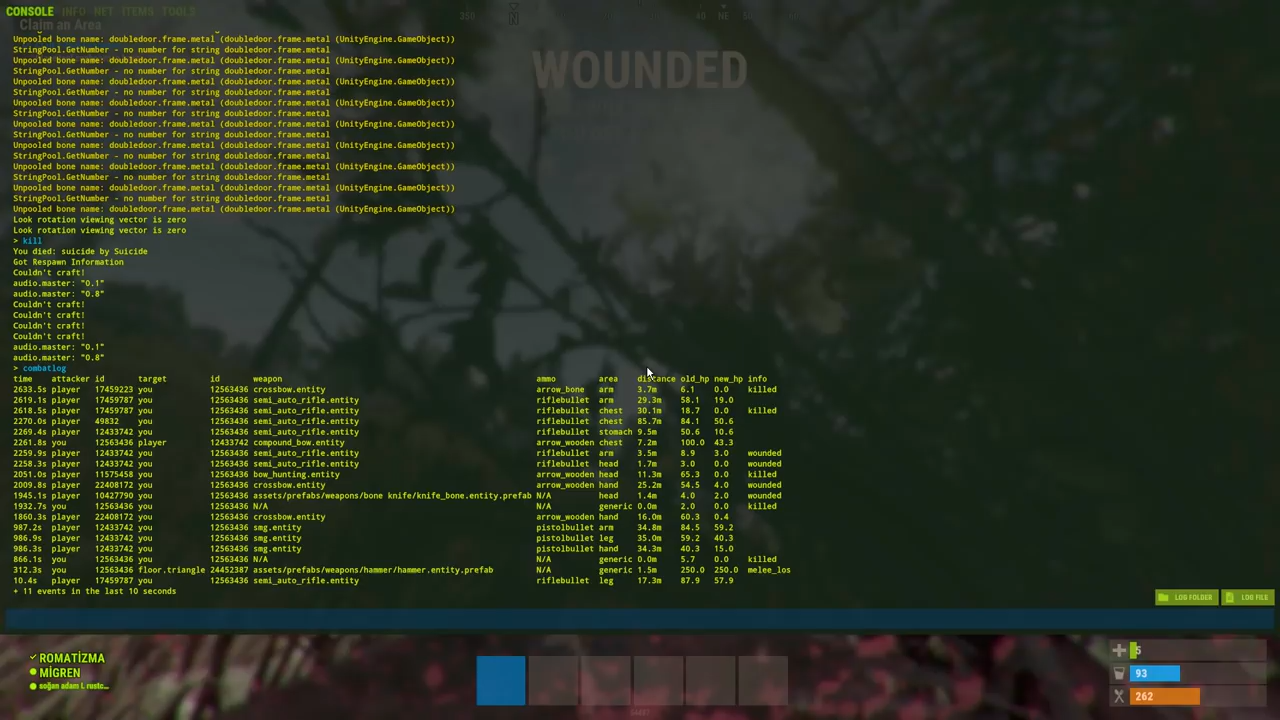 CONSOLE INFO NET ITEMS TOOLS
Claim an Area
350 N NE
WOUNDED
Unpooled bone name: doubledoor.frame.metal (doubledoor.frame.metal (UnityEngine.GameObject))
StringPool.GetNumber - no number for string doubledoor.frame.metal
Unpooled bone name: doubledoor.frame.metal (doubledoor.frame.metal (UnityEngine.GameObject))
StringPool.GetNumber - no number for string doubledoor.frame.metal
Unpooled bone name: doubledoor.frame.metal (doubledoor.frame.metal (UnityEngine.GameObject))
StringPool.GetNumber - no number for string doubledoor.frame.metal
Unpooled bone name: doubledoor.frame.metal (doubledoor.frame.metal (UnityEngine.GameObject))
StringPool.GetNumber - no number for string doubledoor.frame.metal
Unpooled bone name: doubledoor.frame.metal (doubledoor.frame.metal (UnityEngine.GameObject))
StringPool.GetNumber - no number for string doubledoor.frame.metal
Unpooled bone name: doubledoor.frame.metal (doubledoor.frame.metal (UnityEngine.GameObject))
StringPool.GetNumber - no number for string doubledoor.frame.metal
Unpooled bone name: doubledoor.frame.metal (doubledoor.frame.metal (UnityEngine.GameObject))
StringPool.GetNumber - no number for string doubledoor.frame.metal
Unpooled bone name: doubledoor.frame.metal (doubledoor.frame.metal (UnityEngine.GameObject))
StringPool.GetNumber - no number for string doubledoor.frame.metal
Unpooled bone name: doubledoor.frame.metal (doubledoor.frame.metal (UnityEngine.GameObject))
Look rotation viewing vector is zero
Look rotation viewing vector is zero
> kill
You died: suicide by Suicide
Got Respawn Information
Couldn't craft!
audio.master: "0.1"
audio.master: "0.8"
Couldn't craft!
Couldn't craft!
Couldn't craft!
Couldn't craft!
audio.master: "0.1"
audio.master: "0.8"
> combatlog
time attacker id target id weapon ammo area distance old_hp new_hp info
2633.5s player 17459223 you 12563436 crossbow.entity arrow_bone arm 3.7m 6.1 0.0 killed
2619.1s player 17459787 you 12563436 semi_auto_rifle.entity riflebullet arm 29.3m 58.1 19.0
2618.5s player 17459787 you 12563436 semi_auto_rifle.entity riflebullet chest 30.1m 18.7 0.0 killed
2270.0s player 49832 you 12563436 semi_auto_rifle.entity riflebullet chest 85.7m 84.1 50.6
2269.4s player 12433742 you 12563436 semi_auto_rifle.entity riflebullet stomach 9.5m 50.6 10.6
2261.8s you 12563436 player 12433742 compound_bow.entity arrow_wooden chest 7.2m 100.0 43.3
2259.9s player 12433742 you 12563436 semi_auto_rifle.entity riflebullet arm 3.5m 8.9 3.0 wounded
2258.3s player 12433742 you 12563436 semi_auto_rifle.entity riflebullet head 1.7m 3.0 0.0 wounded
2051.0s player 11575458 you 12563436 bow_hunting.entity arrow_wooden head 11.3m 65.3 0.0 killed
2009.8s player 22408172 you 12563436 crossbow.entity arrow_wooden hand 25.2m 54.5 4.0 wounded
1945.1s player 10427790 you 12563436 assets/prefabs/weapons/bone knife/knife_bone.entity.prefab N/A head 1.4m 4.0 2.0 wounded
1932.7s you 12563436 you 12563436 N/A N/A generic 0.0m 2.0 0.0 killed
1860.3s player 22408172 you 12563436 crossbow.entity arrow_wooden hand 16.0m 60.3 0.4
987.2s player 12433742 you 12563436 smg.entity pistolbullet arm 34.8m 84.5 59.2
986.9s player 12433742 you 12563436 smg.entity pistolbullet leg 35.0m 59.2 40.3
986.3s player 12433742 you 12563436 smg.entity pistolbullet hand 34.3m 40.3 15.0
866.1s you 12563436 you 12563436 N/A N/A generic 0.0m 5.7 0.0 killed
312.3s you 12563436 floor.triangle 24452387 assets/prefabs/weapons/hammer/hammer.entity.prefab N/A generic 1.5m 250.0 250.0 melee_los
10.4s player 17459787 you 12563436 semi_auto_rifle.entity riflebullet leg 17.3m 87.9 57.9
+ 11 events in the last 10 seconds
LOG FOLDER LOG FILE
ROMATİZMA
MİGREN
soğan adam l. rustc...
5
93
262